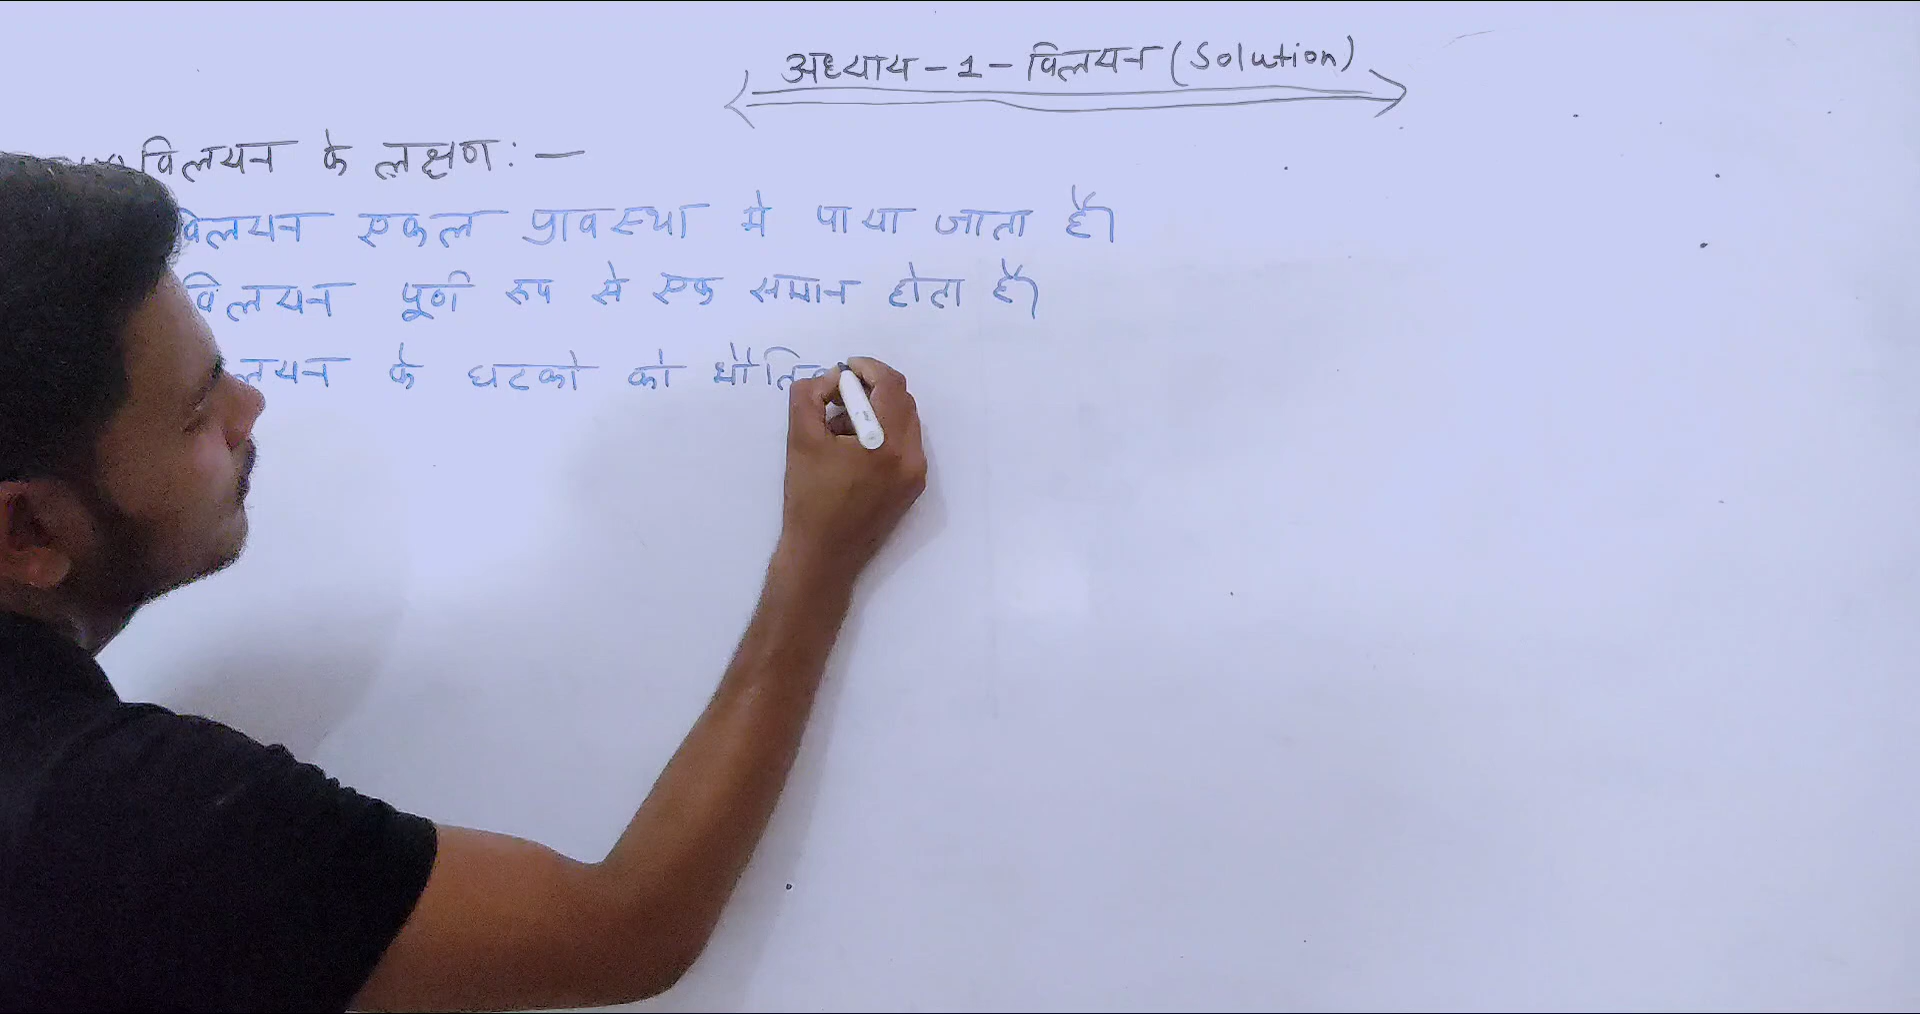 अध्याय - 1 - विलयन (Solution)
विलयन के लक्षण : —
विलयन एकल प्रावस्था मे पाया जाता है।
विलयन पूर्ण रूप से एक समान होता है।
लयन के घटको को भौतिक